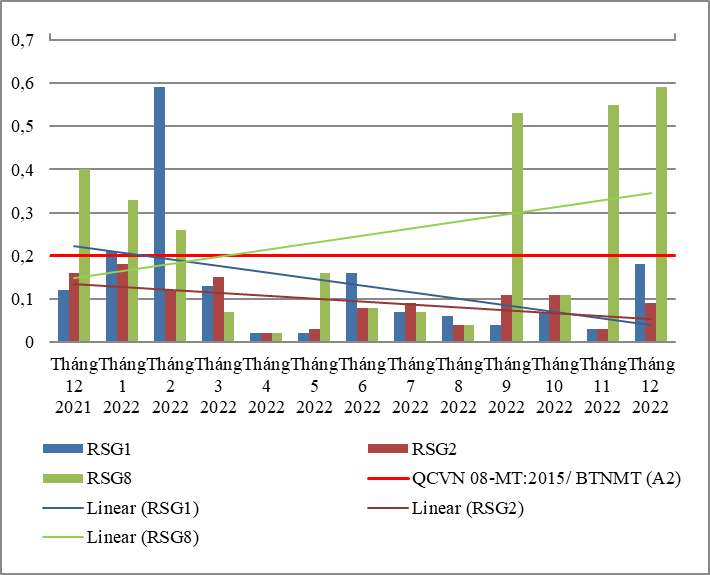 0,7
0,6
0,5
0,4
0,3
0,2
0,1
0
Tháng Tháng Tháng Tháng Tháng Tháng Tháng Tháng Tháng Tháng Tháng Tháng Tháng
12 1 2 3 4 5 6 7 8 9 10 11 12
2021 2022 2022 2022 2022 2022 2022 2022 2022 2022 2022 2022 2022
RSG1 RSG2
RSG8 QCVN 08-MT:2015/ BTNMT (A2)
Linear (RSG1) Linear (RSG2)
Linear (RSG8)